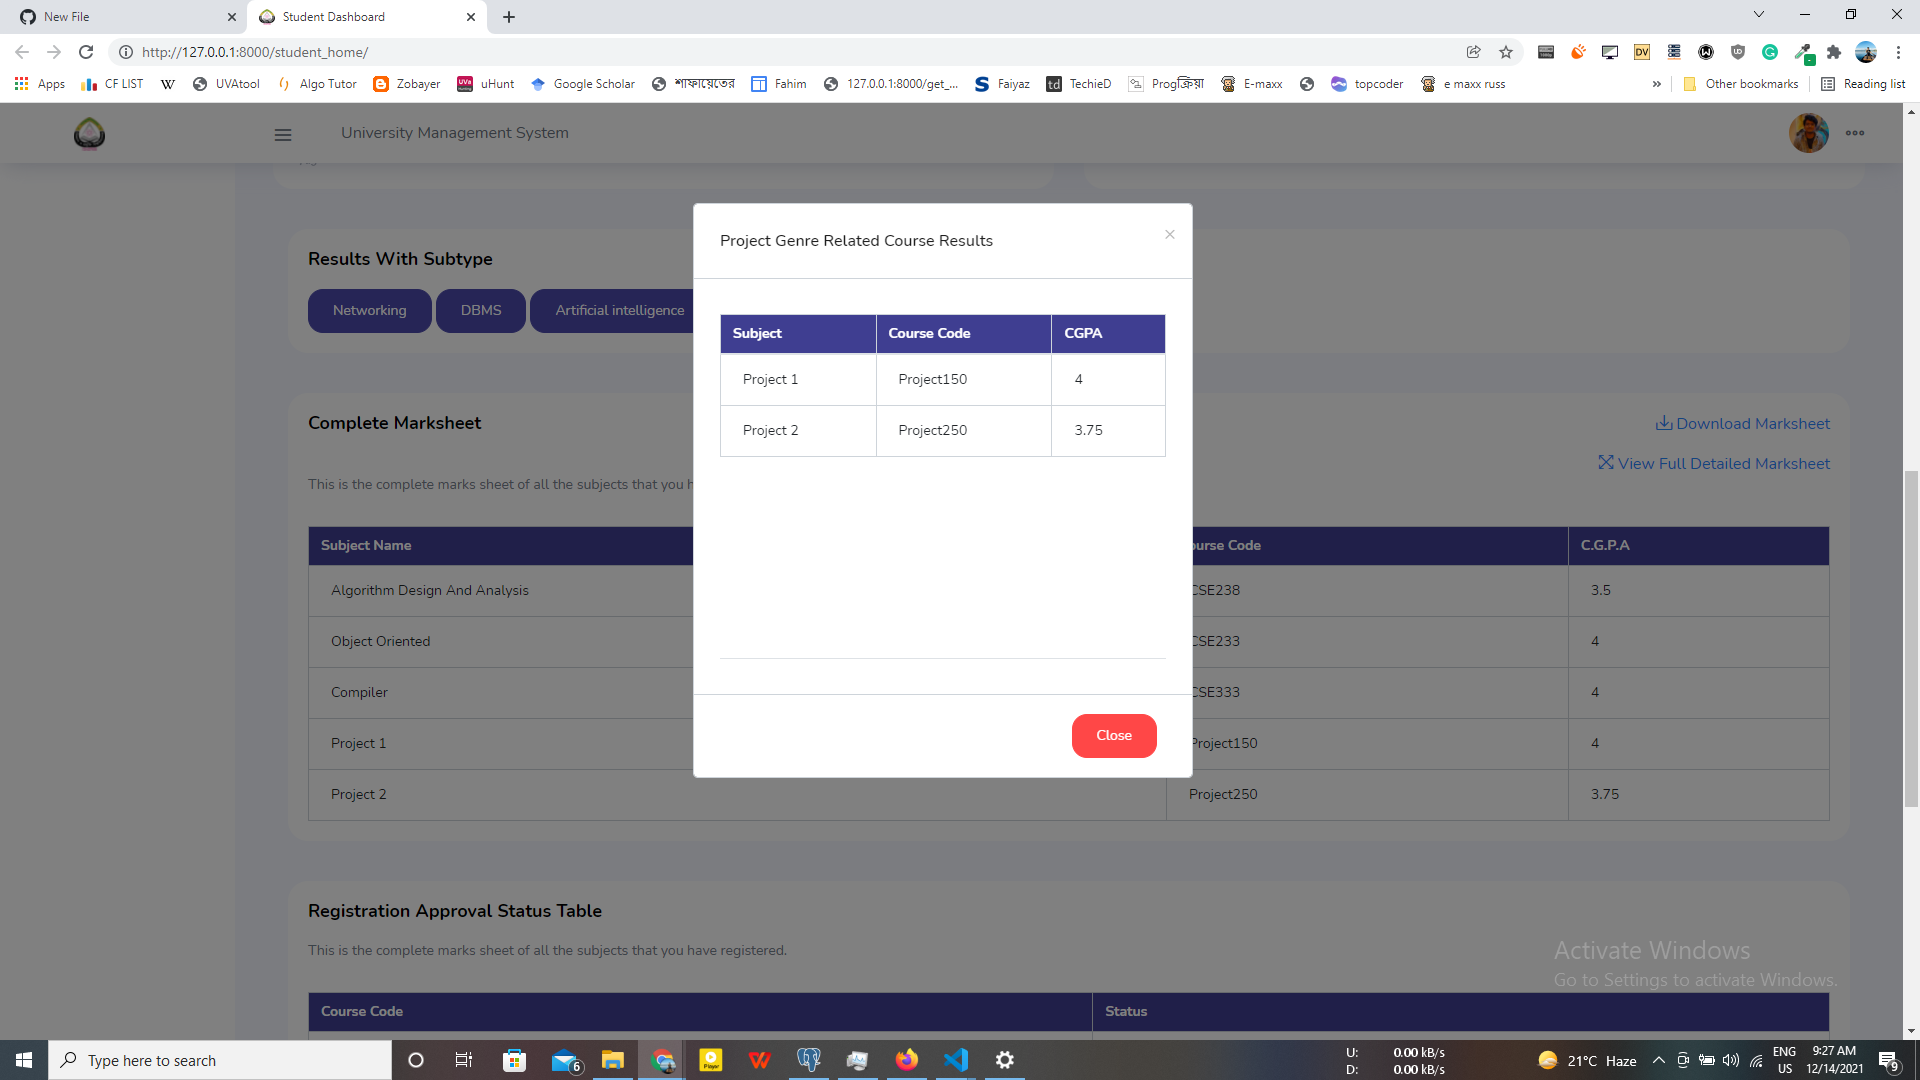 New File
Student Dashboard
http://127.0.0.1:8000/student_home/
Apps CF LIST UVAtool Algo Tutor Zobayer uHunt Google Scholar শাফায়েতের Fahim 127.0.0.1:8000/get_... Faiyaz TechieD Progক্রিয়া E-maxx topcoder e maxx russ » Other bookmarks Reading list
University Management System
Project Genre Related Course Results ×
Results With Subtype
Networking DBMS Artificial intelligence
Subject Course Code CGPA
Project 1 Project150 4
Project 2 Project250 3.75
Close
Complete Marksheet
Download Marksheet
View Full Detailed Marksheet
This is the complete marks sheet of all the subjects that you
Subject Name Course Code C.G.P.A
Algorithm Design And Analysis CSE238 3.5
Object Oriented CSE233 4
Compiler CSE333 4
Project 1 Project150 4
Project 2 Project250 3.75
Registration Approval Status Table
This is the complete marks sheet of all the subjects that you have registered.
Course Code Status
Activate Windows
Go to Settings to activate Windows.
Type here to search
6
Player
U: 0.00 kB/s
D: 0.00 kB/s
21°C Haze
ENG
US
9:27 AM
12/14/2021
9